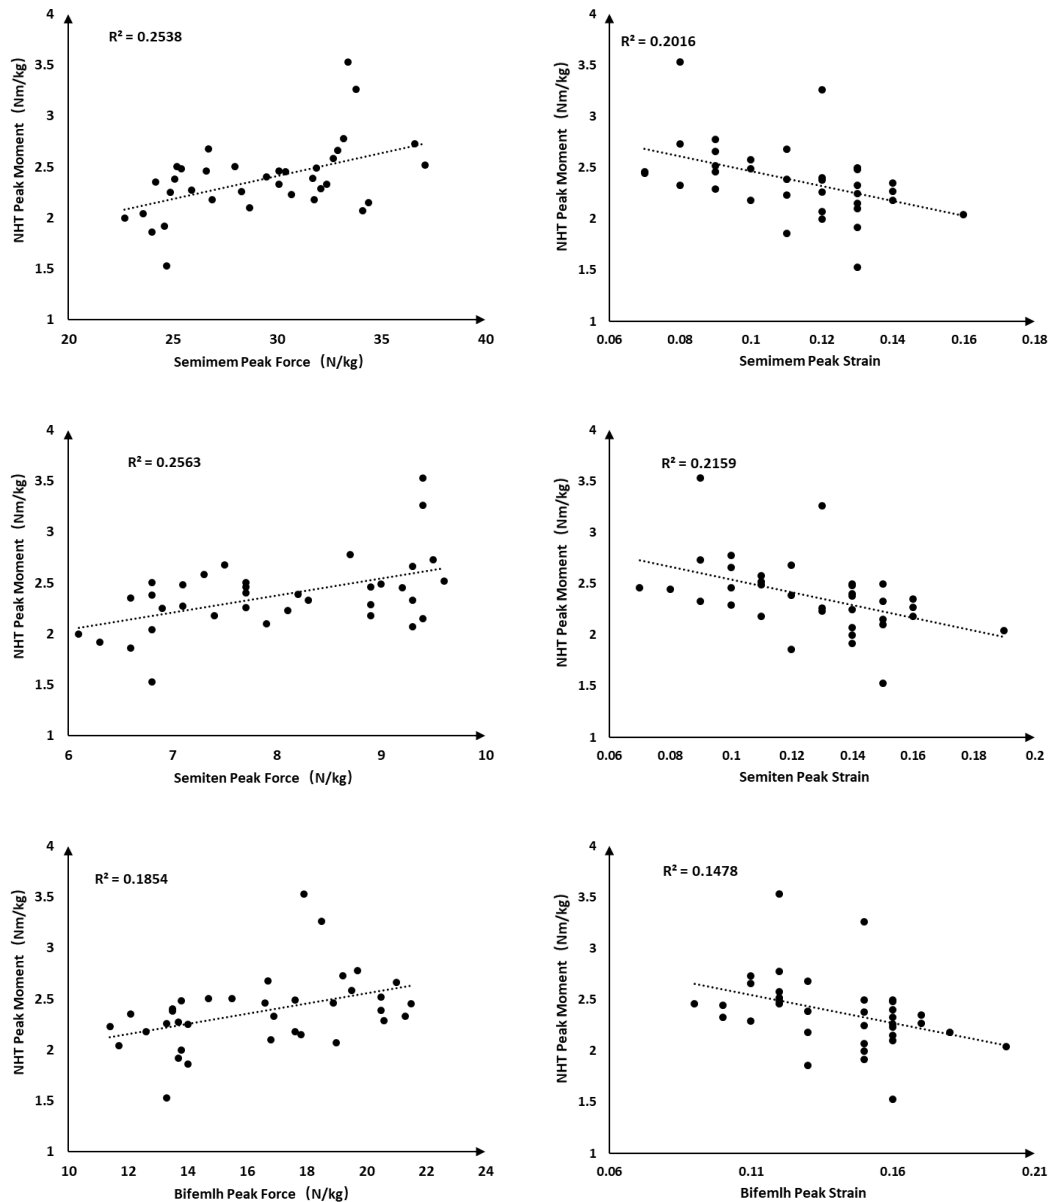 R² = 0.2538
NHT Peak Moment (Nm/kg)
4
3.5
3
2.5
2
1.5
1
20 25 30 35 40
Semimem Peak Force (N/kg)
R² = 0.2016
NHT Peak Moment (Nm/kg)
4
3.5
3
2.5
2
1.5
1
0.06 0.08 0.1 0.12 0.14 0.16 0.18
Semimem Peak Strain
R² = 0.2563
NHT Peak Moment (Nm/kg)
4
3.5
3
2.5
2
1.5
1
6 7 8 9 10
Semiten Peak Force (N/kg)
R² = 0.2159
NHT Peak Moment (Nm/kg)
4
3.5
3
2.5
2
1.5
1
0.06 0.08 0.1 0.12 0.14 0.16 0.18 0.2
Semiten Peak Strain
R² = 0.1854
NHT Peak Moment (Nm/kg)
4
3.5
3
2.5
2
1.5
1
10 12 14 16 18 20 22 24
Bifemlh Peak Force (N/kg)
R² = 0.1478
NHT Peak Moment (Nm/kg)
4
3.5
3
2.5
2
1.5
1
0.06 0.11 0.16 0.21
Bifemlh Peak Strain